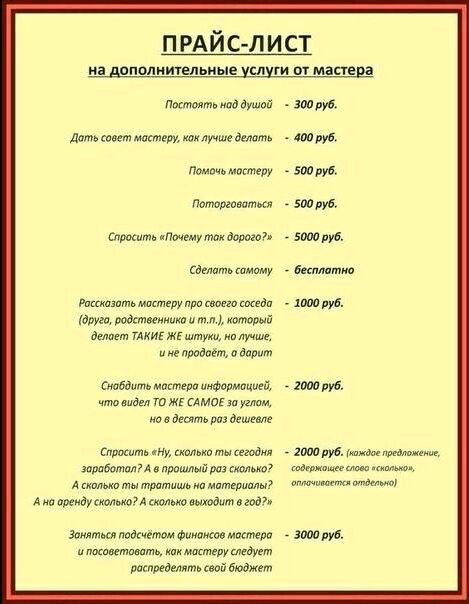 ПРАЙС-ЛИСТ
на дополнительные услуги от мастера
Постоять над душой - 300 руб.
Дать совет мастеру, как лучше делать - 400 руб.
Помочь мастеру - 500 руб.
Поторговаться - 500 руб.
Спросить «Почему так дорого?» - 5000 руб.
Сделать самому - бесплатно
Рассказать мастеру про своего соседа - 1000 руб.
(друга, родственника и т.п.), который
делает ТАКИЕ ЖЕ штуки, но лучше,
и не продаёт, а дарит
Снабдить мастера информацией, - 2000 руб.
что видел ТО ЖЕ САМОЕ за углом,
но в десять раз дешевле
Спросить «Ну, сколько ты сегодня - 2000 руб. (каждое предложение,
заработал? А в прошлый раз сколько? содержащее слово «сколько»,
А сколько ты тратишь на материалы? оплачивается отдельно)
А на аренду сколько? А сколько выходит в год?»
Заняться подсчётом финансов мастера - 3000 руб.
и посоветовать, как мастеру следует
распределять свой бюджет